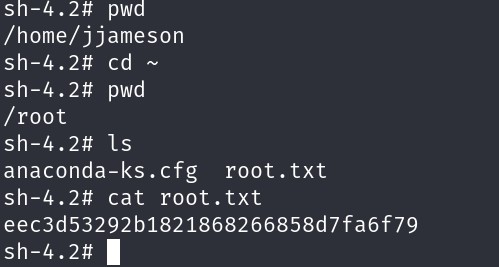 sh-4.2# pwd
/home/jjameson
sh-4.2# cd ~
sh-4.2# pwd
/root
sh-4.2# ls
anaconda-ks.cfg  root.txt
sh-4.2# cat root.txt
eec3d53292b1821868266858d7fa6f79
sh-4.2#